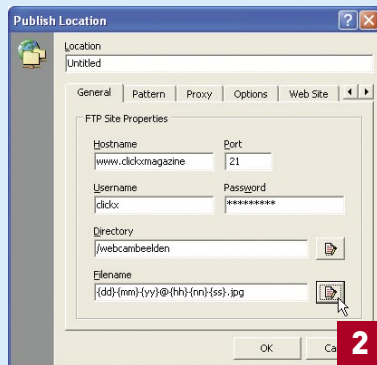 Publish Location
Location
Untitled
General Pattern Proxy Options Web Site
FTP Site Properties
Hostname Port
www.clickxmagazine 21
Username Password
clickx *********
Directory
/webcambeelden
Filename
{dd}-{mm}-{yy}@{hh}-{nn}-{ss}.jpg
OK Ca
2